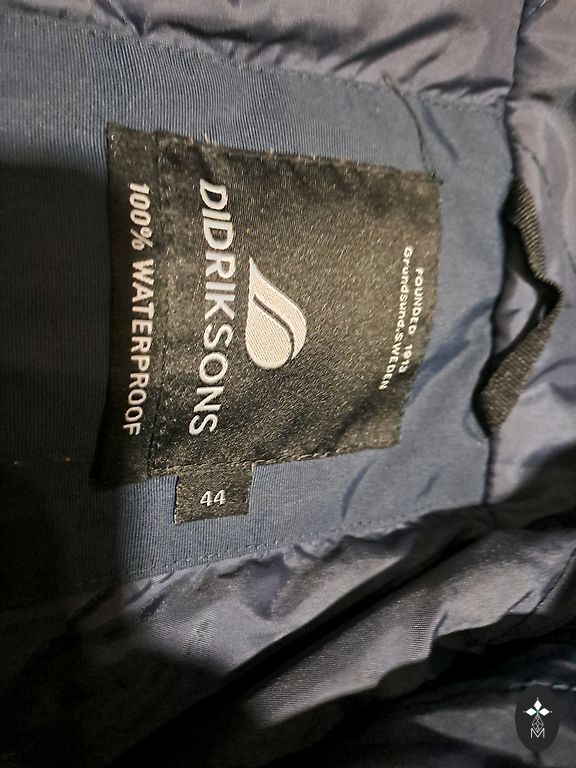 FOUNDED 1913
Grundsund.SWEDEN
DIDRIKSONS
100% WATERPROOF
44
M